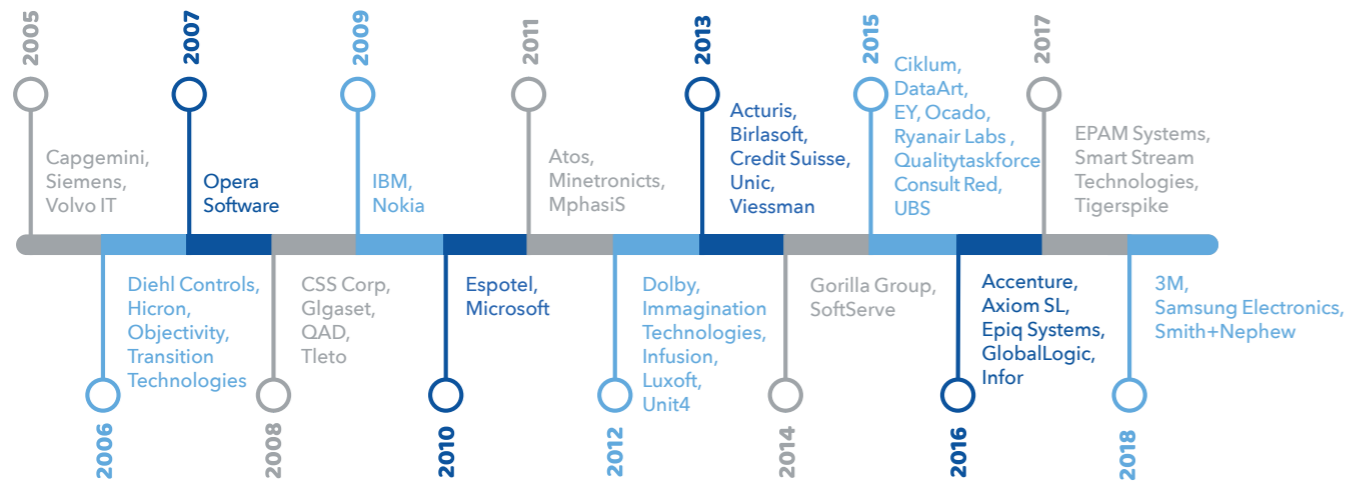 2005
Capgemini,
Siemens,
Volvo IT
2006
Diehl Controls,
Hicron,
Objectivity,
Transition
Technologies
2007
Opera
Software
2008
CSS Corp,
Glgaset,
QAD,
Tleto
2009
IBM,
Nokia
2010
Espotel,
Microsoft
2011
Atos,
Minetronicts,
MphasiS
2012
Dolby,
Immagination
Technologies,
Infusion,
Luxoft,
Unit4
2013
Acturis,
Birlasoft,
Credit Suisse,
Unic,
Viessman
2014
Gorilla Group,
SoftServe
2015
Ciklum,
DataArt,
EY, Ocado,
Ryanair Labs ,
Qualitytaskforce
Consult Red,
UBS
2016
Accenture,
Axiom SL,
Epiq Systems,
GlobalLogic,
Infor
2017
EPAM Systems,
Smart Stream
Technologies,
Tigerspike
2018
3M,
Samsung Electronics,
Smith+Nephew